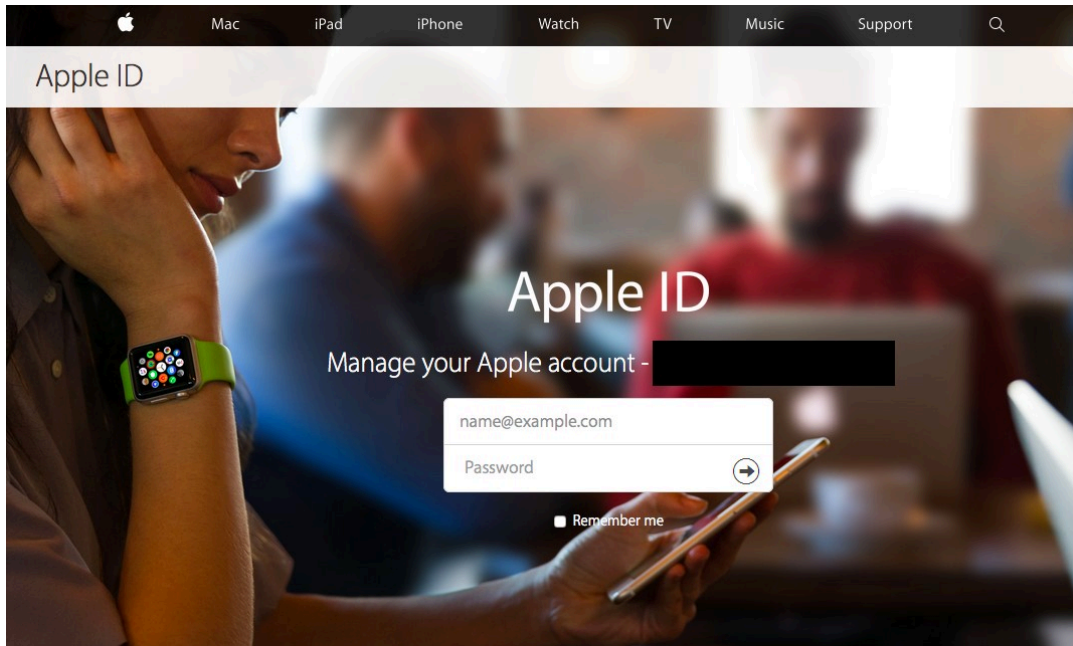 Mac iPad iPhone Watch TV Music Support
Apple ID
Apple ID
Manage your Apple account -
name@example.com
Password
Remember me